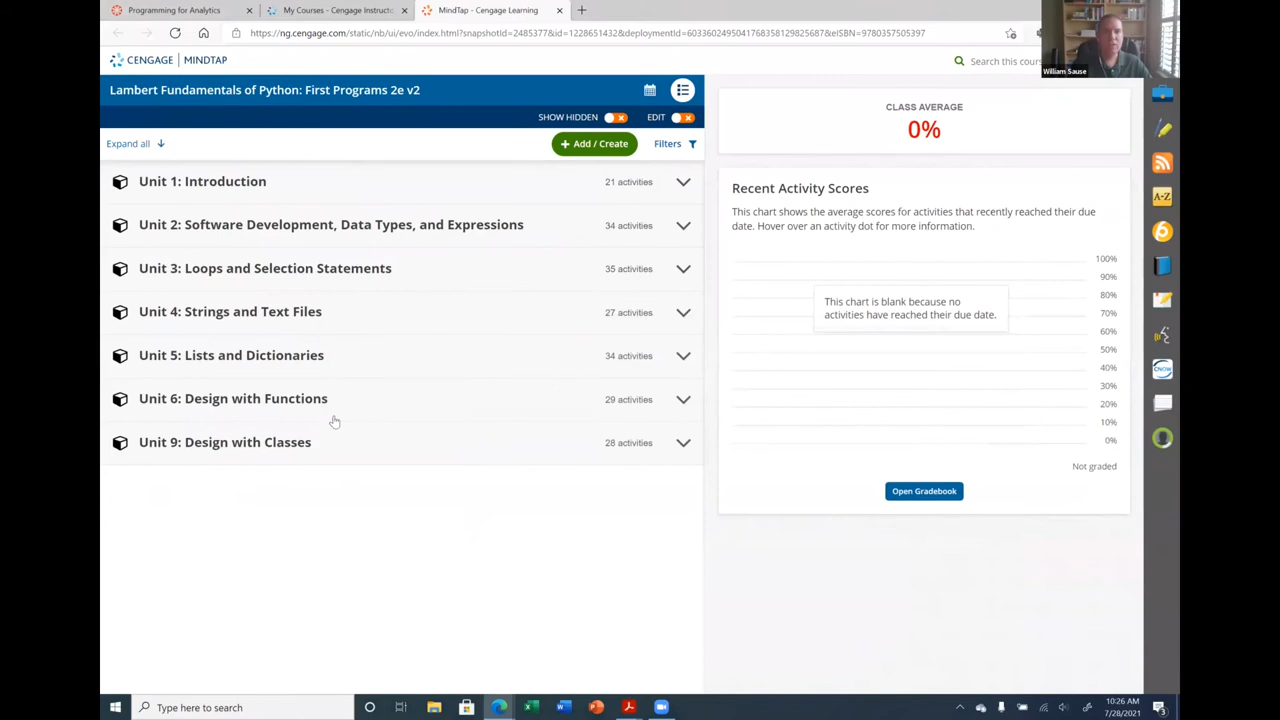 Programming for Analytics
My Courses - Cengage Instructo
MindTap - Cengage Learning
https://ng.cengage.com/static/nb/ui/evo/index.html?snapshotId=2485377&id=1228651432&deploymentId=60336024950417683581298256​87&eISBN=9780357505397
CENGAGE | MINDTAP
Search this cours
William Sause
Lambert Fundamentals of Python: First Programs 2e v2
SHOW HIDDEN
EDIT
Expand all
+ Add / Create
Filters
Unit 1: Introduction
21 activities
Unit 2: Software Development, Data Types, and Expressions
34 activities
Unit 3: Loops and Selection Statements
35 activities
Unit 4: Strings and Text Files
27 activities
Unit 5: Lists and Dictionaries
34 activities
Unit 6: Design with Functions
29 activities
Unit 9: Design with Classes
28 activities
CLASS AVERAGE
0%
Recent Activity Scores
This chart shows the average scores for activities that recently reached their due
date. Hover over an activity dot for more information.
100%
90%
80%
70%
60%
50%
40%
30%
20%
10%
0%
This chart is blank because no
activities have reached their due date.
Not graded
Open Gradebook
A-Z
CNOW
Type here to search
10:26 AM
7/28/2021
3